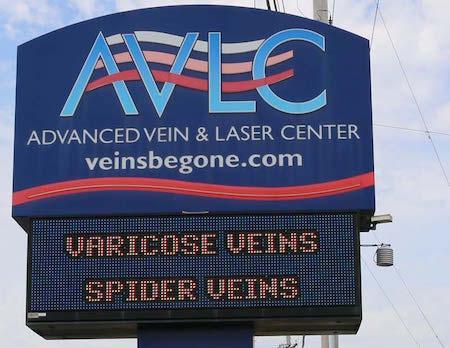 AVLC
ADVANCED VEIN & LASER CENTER
veinsbegone.com
VARICOSE VEINS
SPIDER VEINS